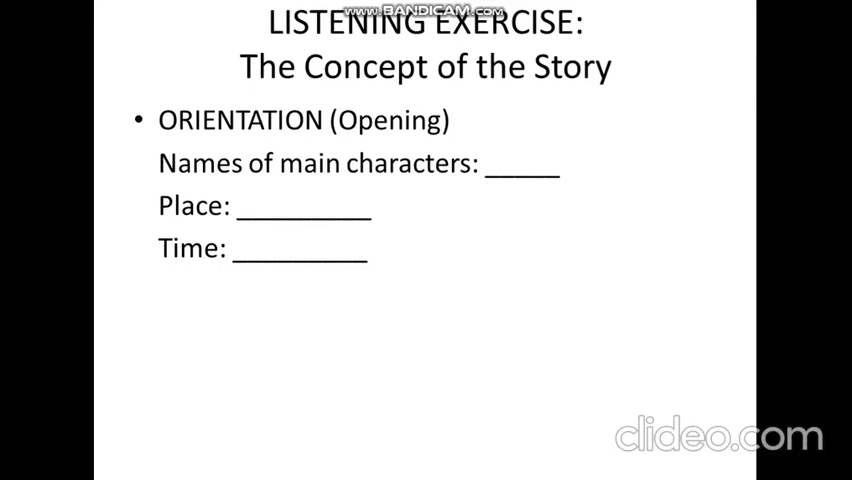 www.BANDICAM.com
LISTENING EXERCISE:
The Concept of the Story
• ORIENTATION (Opening)
Names of main characters: _____
Place: _________
Time: _________
clideo.com